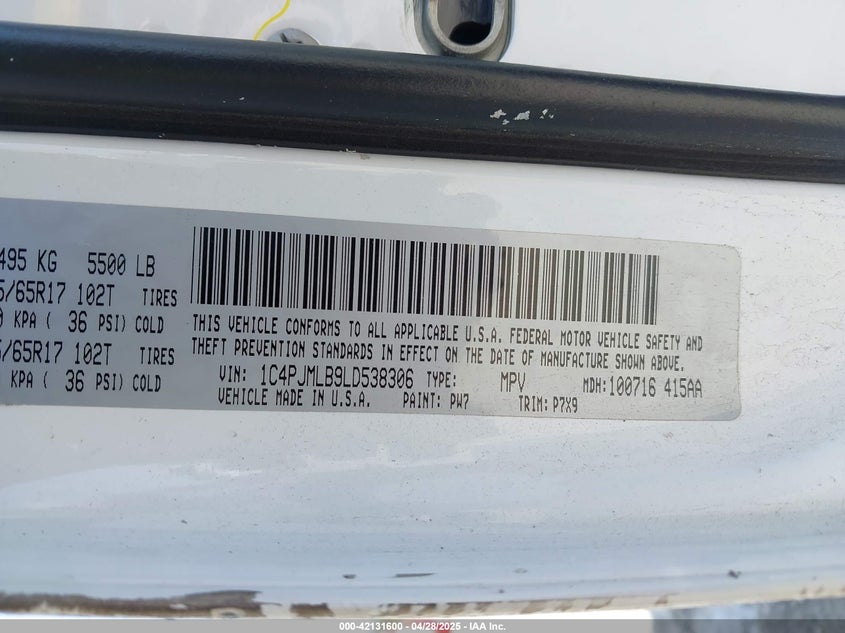 495 KG 5500 LB
5/65R17 102T TIRES
0 KPA ( 36 PSI) COLD
5/65R17 102T TIRES
KPA ( 36 PSI) COLD
THIS VEHICLE CONFORMS TO ALL APPLICABLE U.S.A. FEDERAL MOTOR VEHICLE SAFETY AND
THEFT PREVENTION STANDARDS IN EFFECT ON THE DATE OF MANUFACTURE SHOWN ABOVE.
VIN: 1C4PJMLB9LD538306 TYPE: MPV MDH:100716 415AA
VEHICLE MADE IN U.S.A. PAINT: PW7 TRIM: P7X9
000-42131600 - 04/28/2025 - IAA Inc.